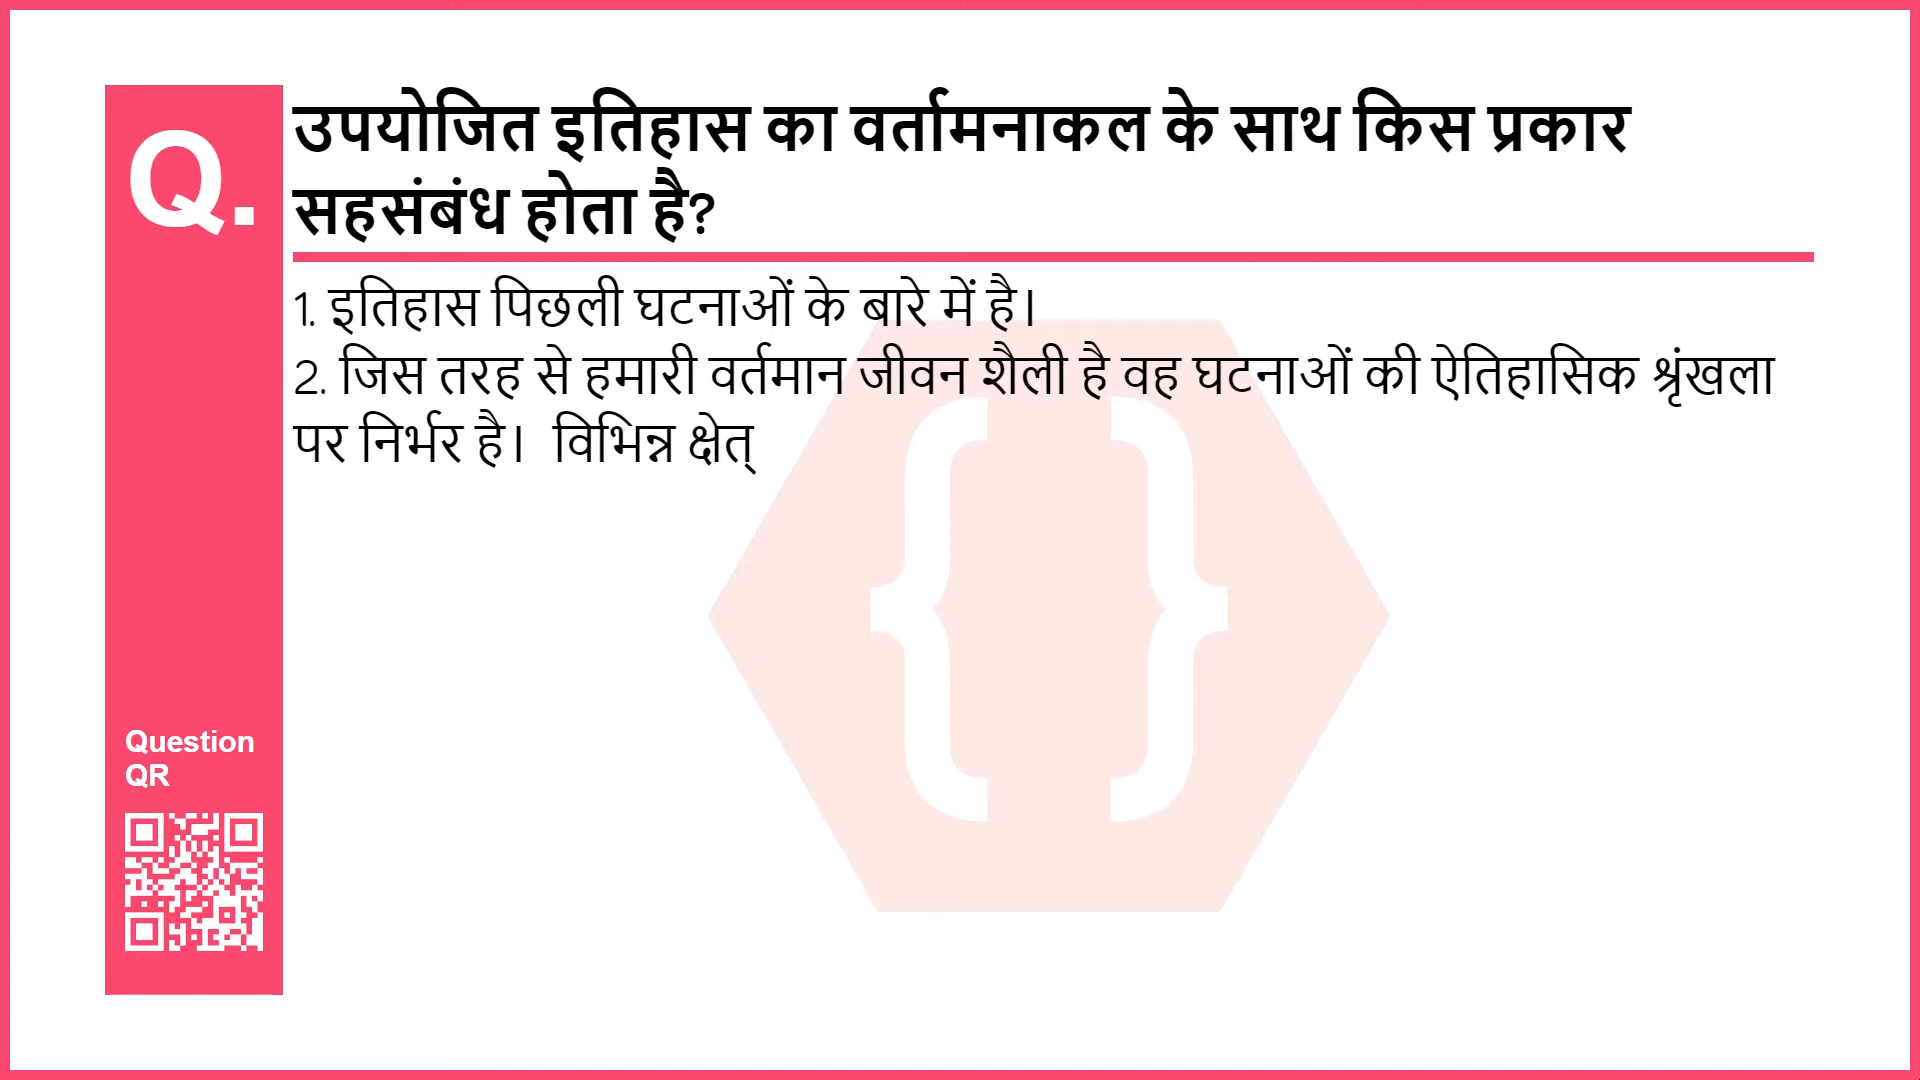 Q.
उपयोजित इतिहास का वर्तामनाकल के साथ किस प्रकार
सहसंबंध होता है?
1. इतिहास पिछली घटनाओं के बारे में है।
2. जिस तरह से हमारी वर्तमान जीवन शैली है वह घटनाओं की ऐतिहासिक श्रृंखला
पर निर्भर है।  विभिन्न क्षेत्
Question
QR